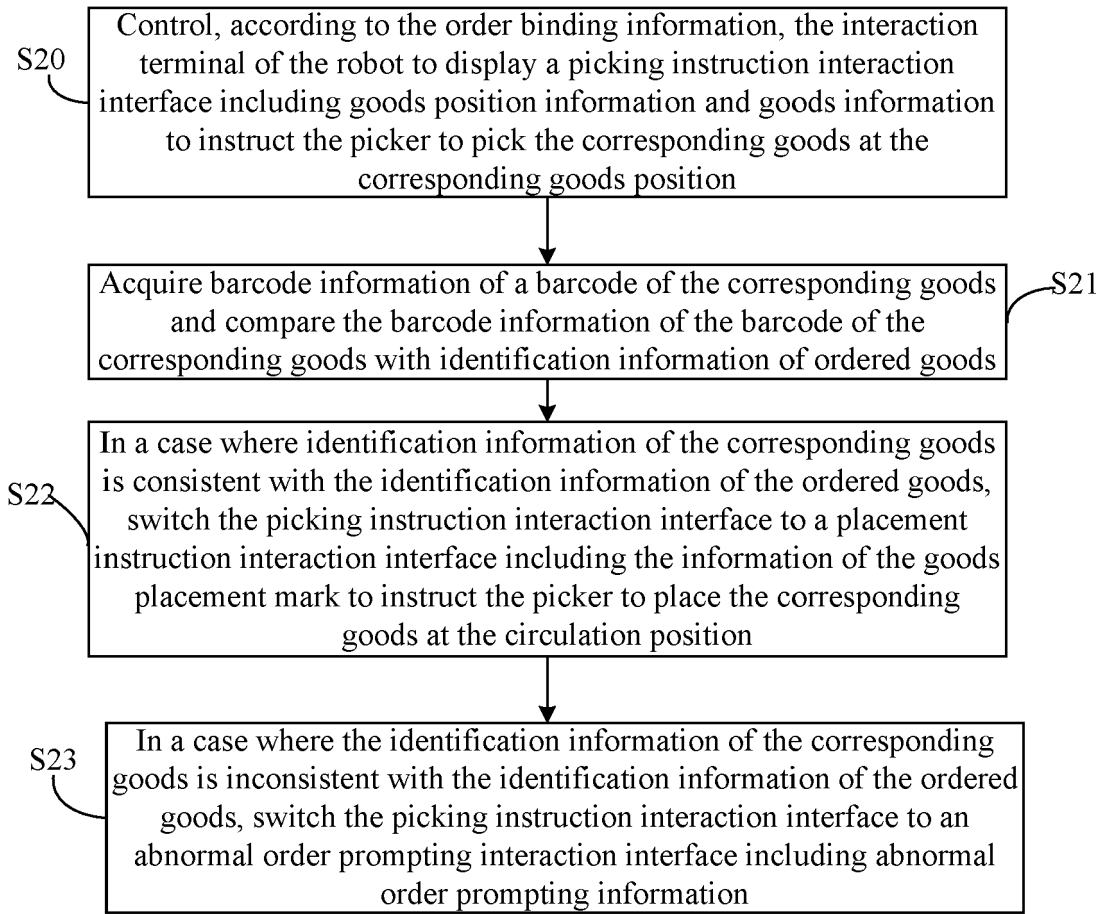 S20
Control, according to the order binding information, the interaction
terminal of the robot to display a picking instruction interaction
interface including goods position information and goods information
to instruct the picker to pick the corresponding goods at the
corresponding goods position
Acquire barcode information of a barcode of the corresponding goods
and compare the barcode information of the barcode of the
corresponding goods with identification information of ordered goods
S21
S22
In a case where identification information of the corresponding goods
is consistent with the identification information of the ordered goods,
switch the picking instruction interaction interface to a placement
instruction interaction interface including the information of the goods
placement mark to instruct the picker to place the corresponding
goods at the circulation position
S23
In a case where the identification information of the corresponding
goods is inconsistent with the identification information of the ordered
goods, switch the picking instruction interaction interface to an
abnormal order prompting interaction interface including abnormal
order prompting information